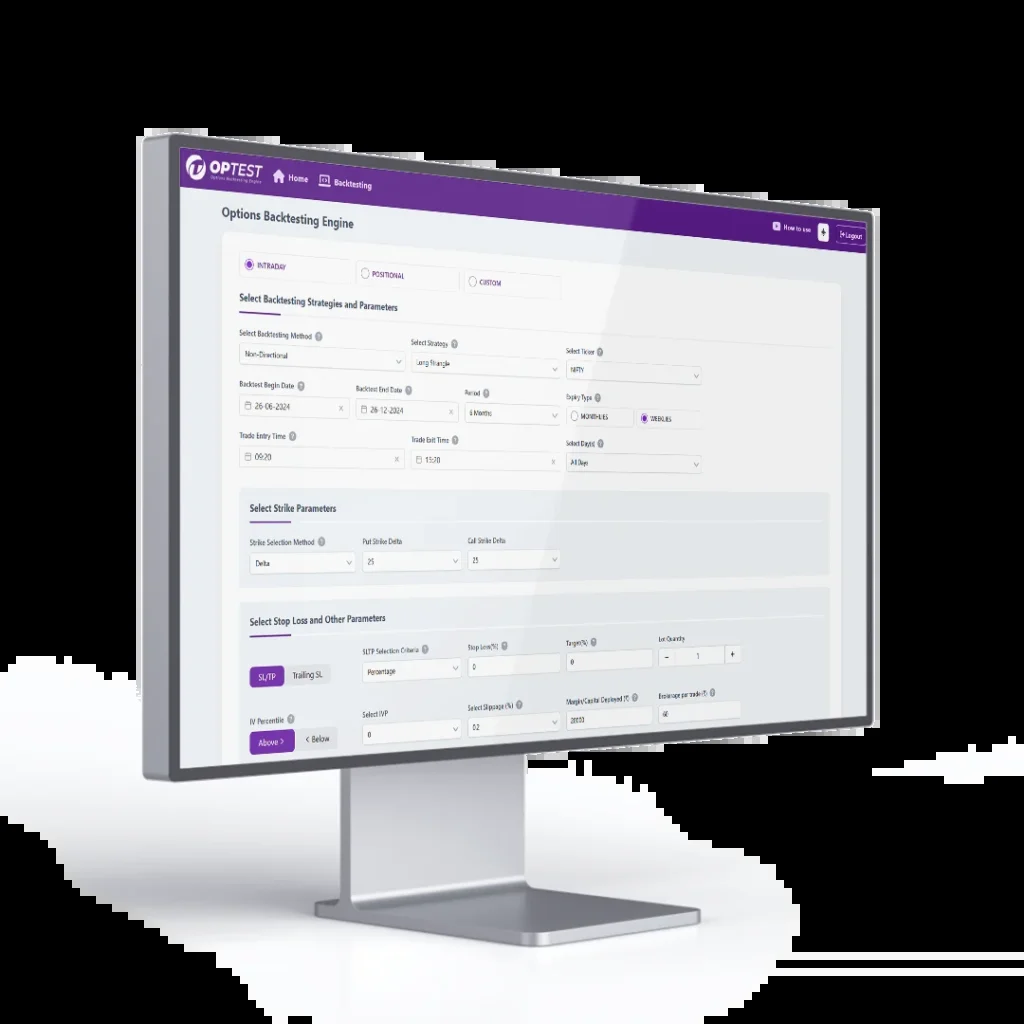 OPTEST
Options Backtesting Engine
Home
Backtesting
How to use
Logout
Options Backtesting Engine
INTRADAY
POSITIONAL
CUSTOM
Select Backtesting Strategies and Parameters
Select Backtesting Method
Select Strategy
Select Ticker
Non-Directional
Long Strangle
NIFTY
Backtest Begin Date
Backtest End Date
Period
Expiry Type
26-06-2024
26-12-2024
6 Months
MONTHLIES
WEEKLIES
Trade Entry Time
Trade Exit Time
Select Day(s)
09:20
15:20
All Days
Select Strike Parameters
Strike Selection Method
Put Strike Delta
Call Strike Delta
Delta
25
25
Select Stop Loss and Other Parameters
SL/TP
Trailing SL
SLTP Selection Criteria
Stop Loss(%)
Target(%)
Lot Quantity
Percentage
0
0
- 1 +
IV Percentile
Select IVP
Select Slippage (%)
Margin/Capital Deployed (₹)
Brokerage per trade (₹)
Above >
< Below
0
0.2